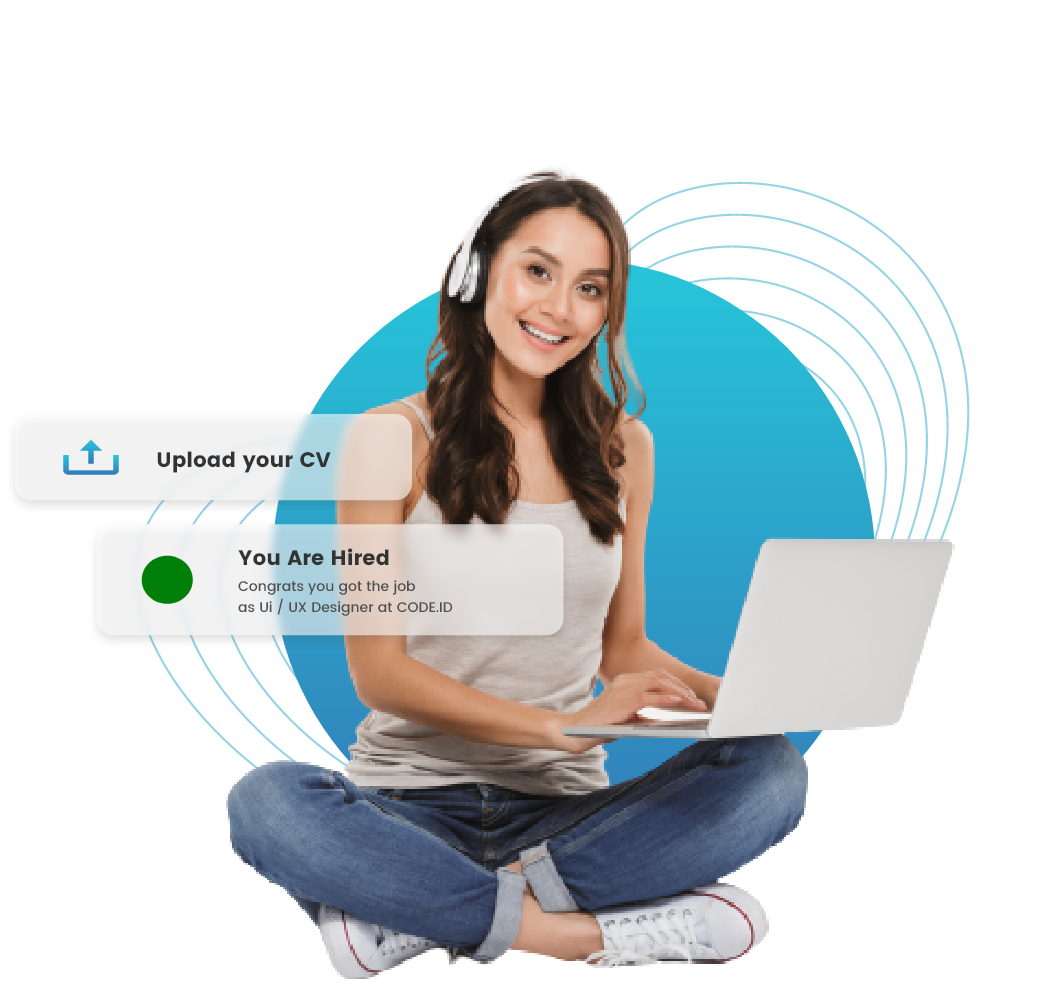 Upload your CV
You Are Hired
Congrats you got the job
as Ui / UX Designer at CODE.ID